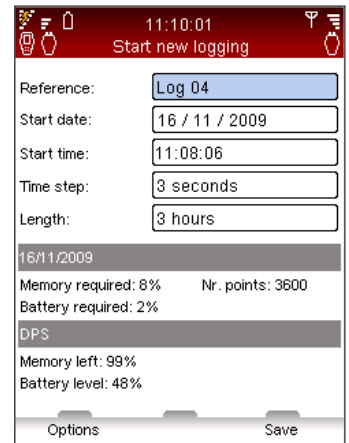 11:10:01
Start new logging
Reference: Log 04
Start date: 16 / 11 / 2009
Start time: 11:08:06
Time step: 3 seconds
Length: 3 hours
16/11/2009
Memory required: 8% Nr. points: 3600
Battery required: 2%
DPS
Memory left: 99%
Battery level: 48%
Options Save